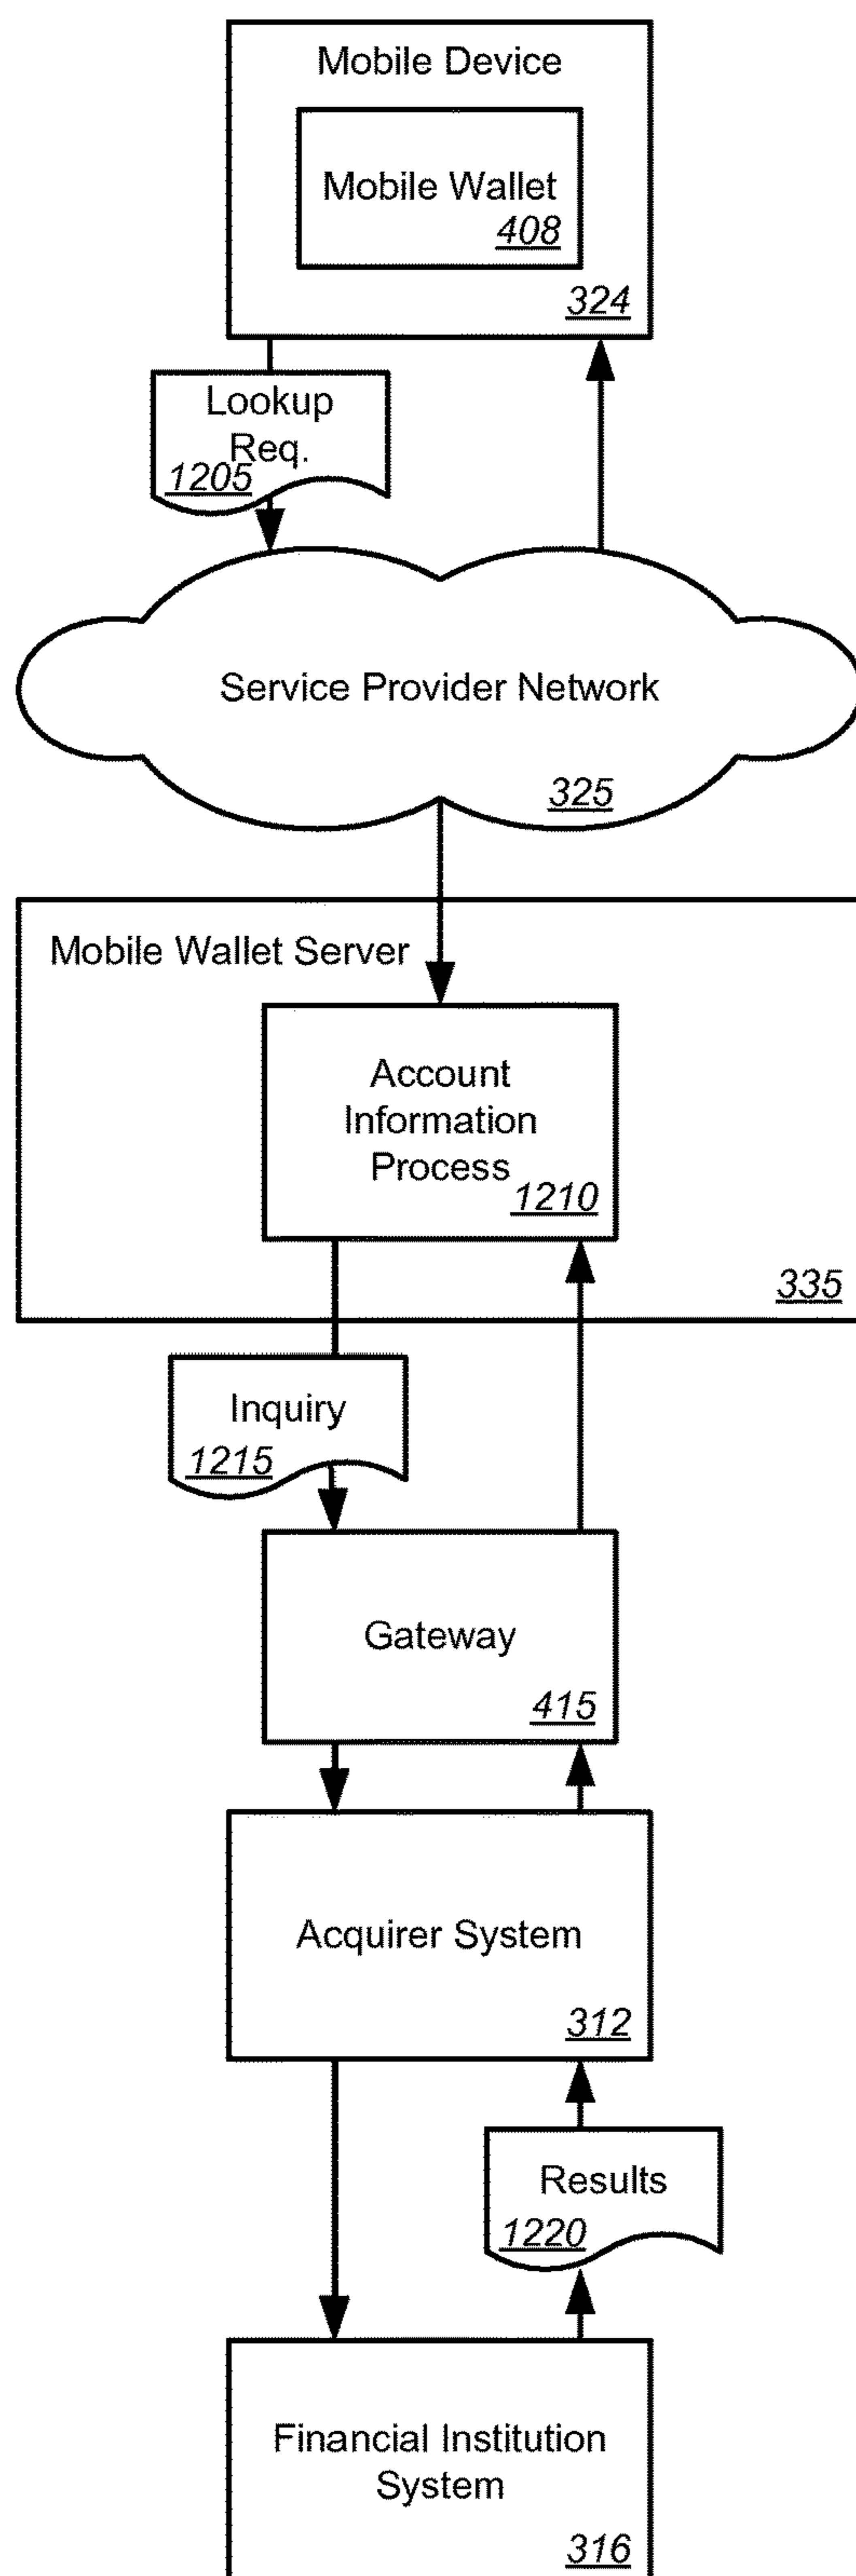 Mobile Device
Mobile Wallet
408
324
Lookup
Req.
1205
Service Provider Network
325
Mobile Wallet Server
Account
Information
Process
1210
335
Inquiry
1215
Gateway
415
Acquirer System
312
Results
1220
Financial Institution
System
316